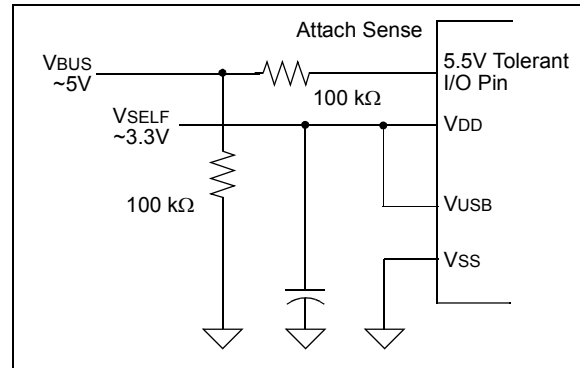 Attach Sense
VBUS
~5V
5.5V Tolerant
I/O Pin
100 kΩ
VSELF
~3.3V
VDD
100 kΩ
VUSB
VSS